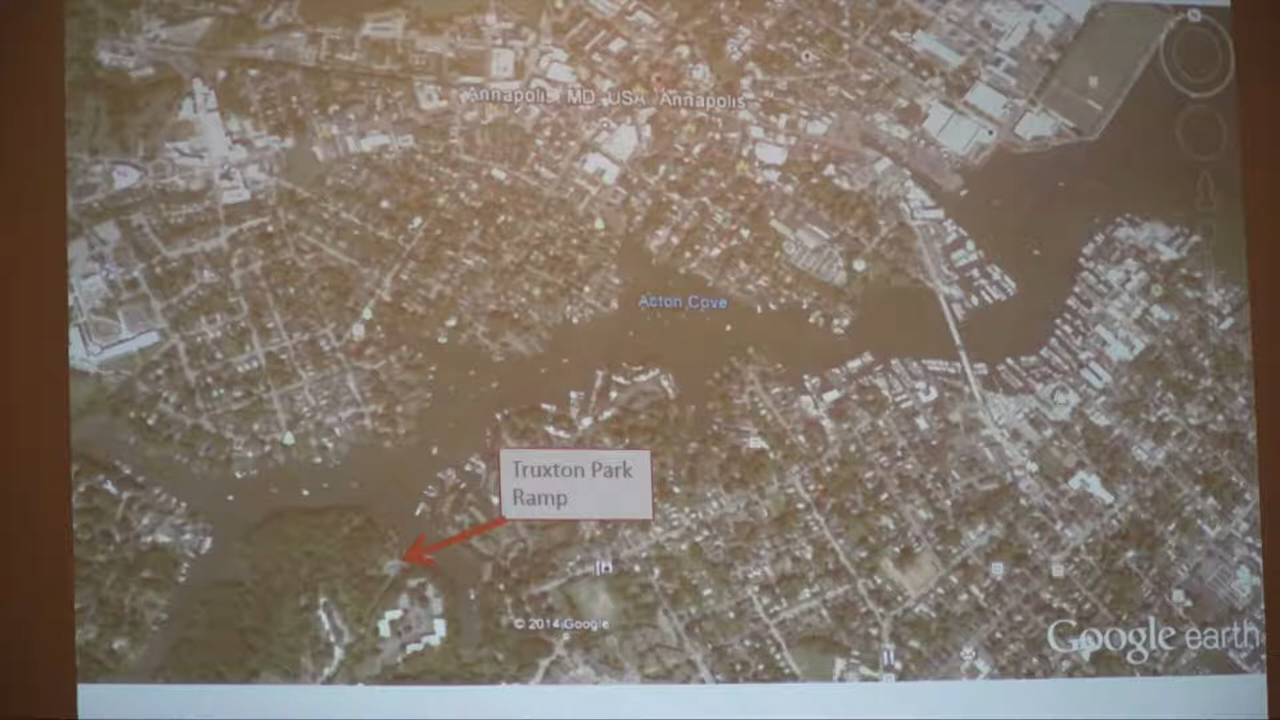 Annapolis MD, USA Annapolis
Acton Cove
Truxton Park
Ramp
© 2014 Google
Google earth